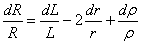 dR/R = dL/L − 2 dr/r + dρ/ρ